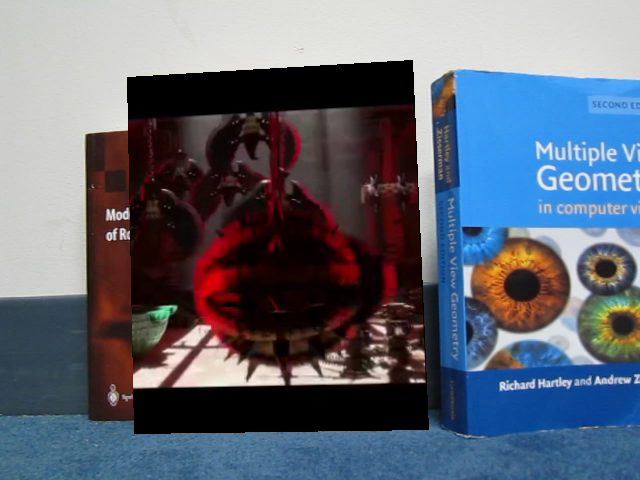 Mod
of Ro
Hartley and
Zisserman
Multiple View Geometry
SECOND ED
Multiple Vi
Geomet
in computer vi
Richard Hartley and Andrew Z